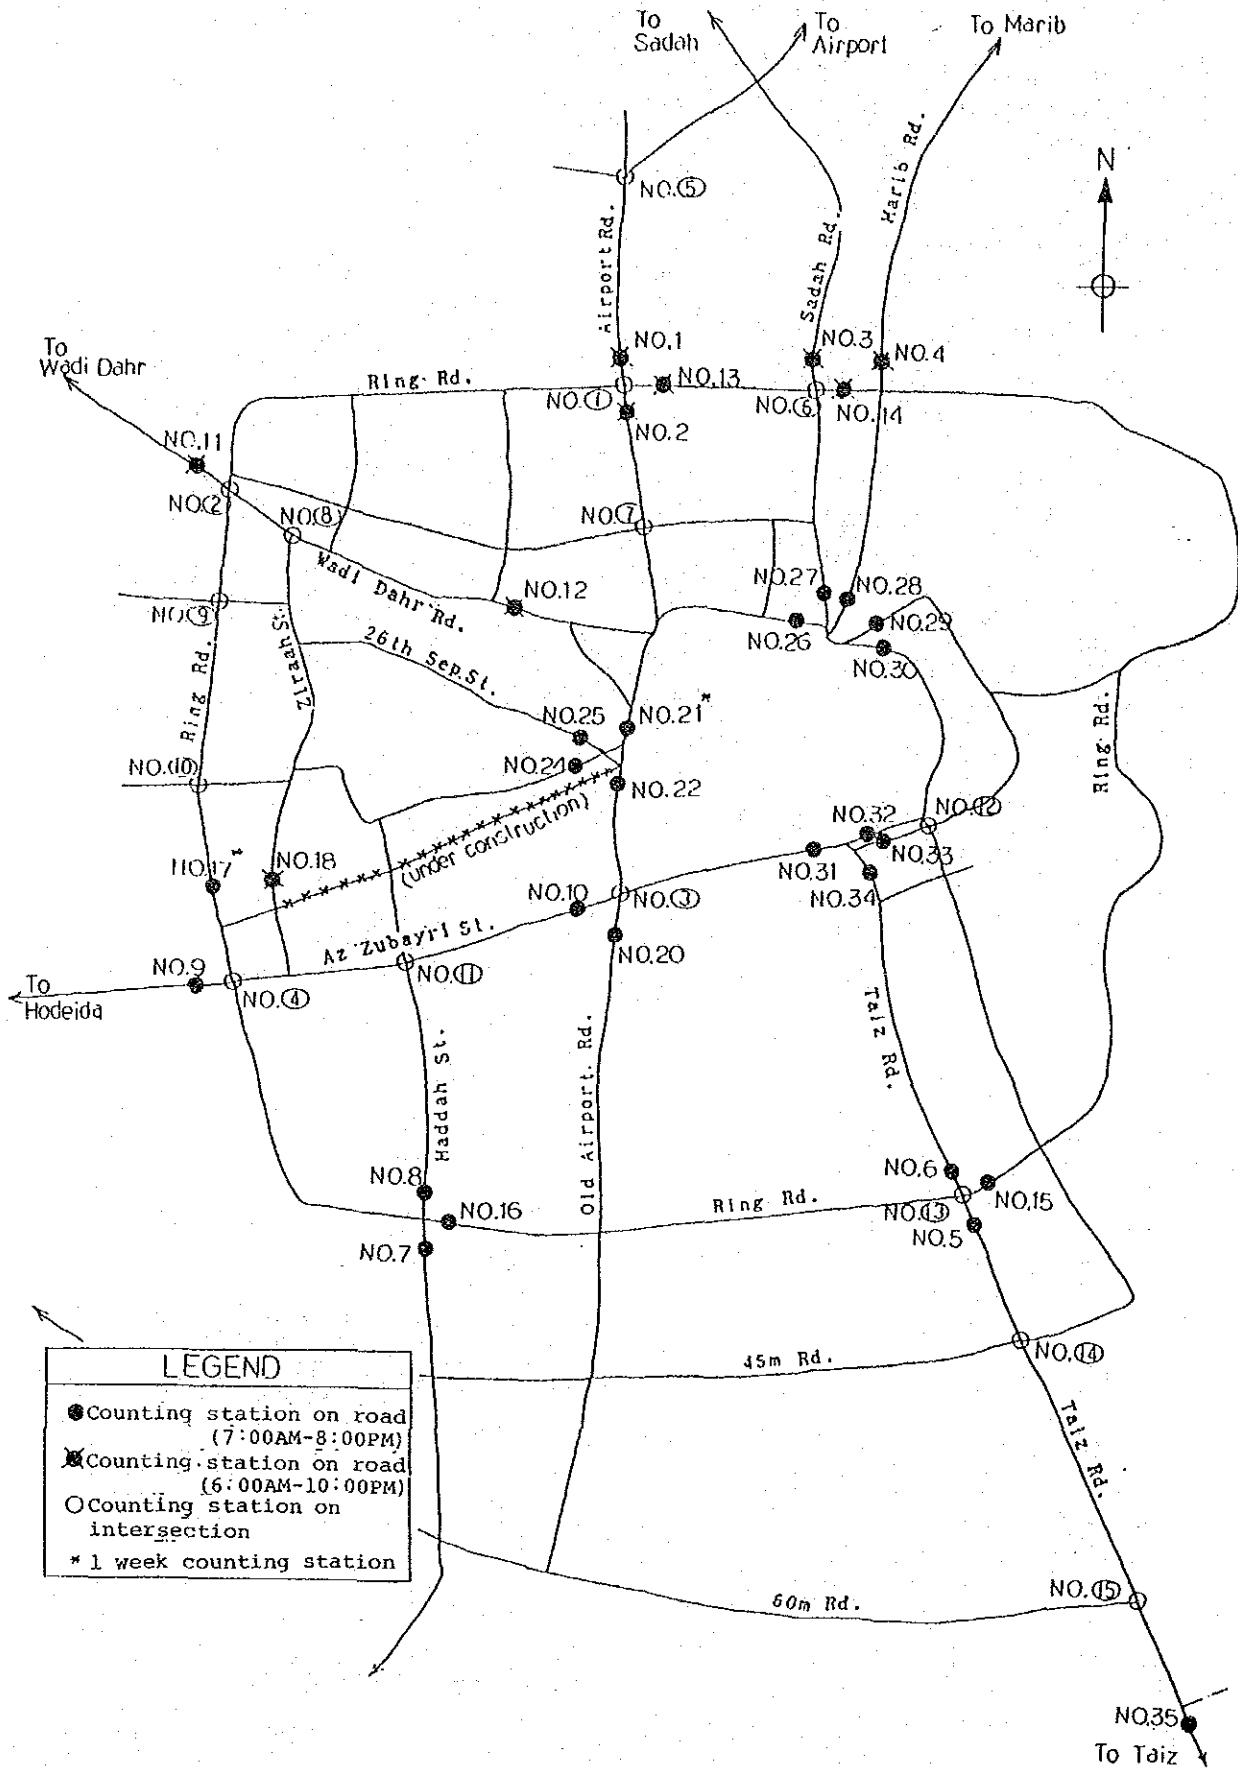 To
Sadah
To
Airport
To Marib
Marib Rd.
N
NO.⑤
Airport Rd.
Sadah Rd.
NO.1
NO.3
NO.4
To
Wadi Dahr
Ring Rd.
NO.13
NO.①
NO.⑥
NO.14
NO.2
NO.11
NO.②
NO.⑧
NO.⑦
Wadi Dahr Rd.
NO.12
NO.27
NO.28
NO.⑨
NO.26
NO.29
Ziraah St.
26th Sep.St.
NO.30
Ring Rd.
NO.25
NO.21*
Ring Rd.
NO.⑩
NO.24
NO.22
(under construction)
NO.32
NO.⑫
NO.17*
NO.18
NO.31
NO.33
NO.10
NO.③
NO.34
Az Zubayri St.
NO.20
NO.9
To
Hodeida
NO.④
NO.⑪
Taiz Rd.
Haddah St.
Old Airport. Rd.
NO.8
NO.6
NO.16
Ring Rd.
NO.⑬
NO.15
NO.7
NO.5
LEGEND
Counting station on road
(7:00AM-8:00PM)
Counting station on road
(6:00AM-10:00PM)
Counting station on
intersection
* 1 week counting station
45m Rd.
NO.⑭
Taiz Rd.
60m Rd.
NO.⑮
NO.35
To Taiz